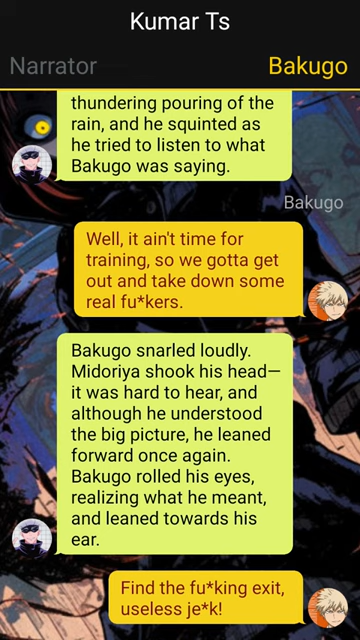 Kumar Ts
Narrator
Bakugo
thundering pouring of the
rain, and he squinted as
he tried to listen to what
Bakugo was saying.
Bakugo
Well, it ain't time for
training, so we gotta get
out and take down some
real fu*kers.
Bakugo snarled loudly.
Midoriya shook his head—
it was hard to hear, and
although he understood
the big picture, he leaned
forward once again.
Bakugo rolled his eyes,
realizing what he meant,
and leaned towards his
ear.
Find the fu*king exit,
useless je*k!